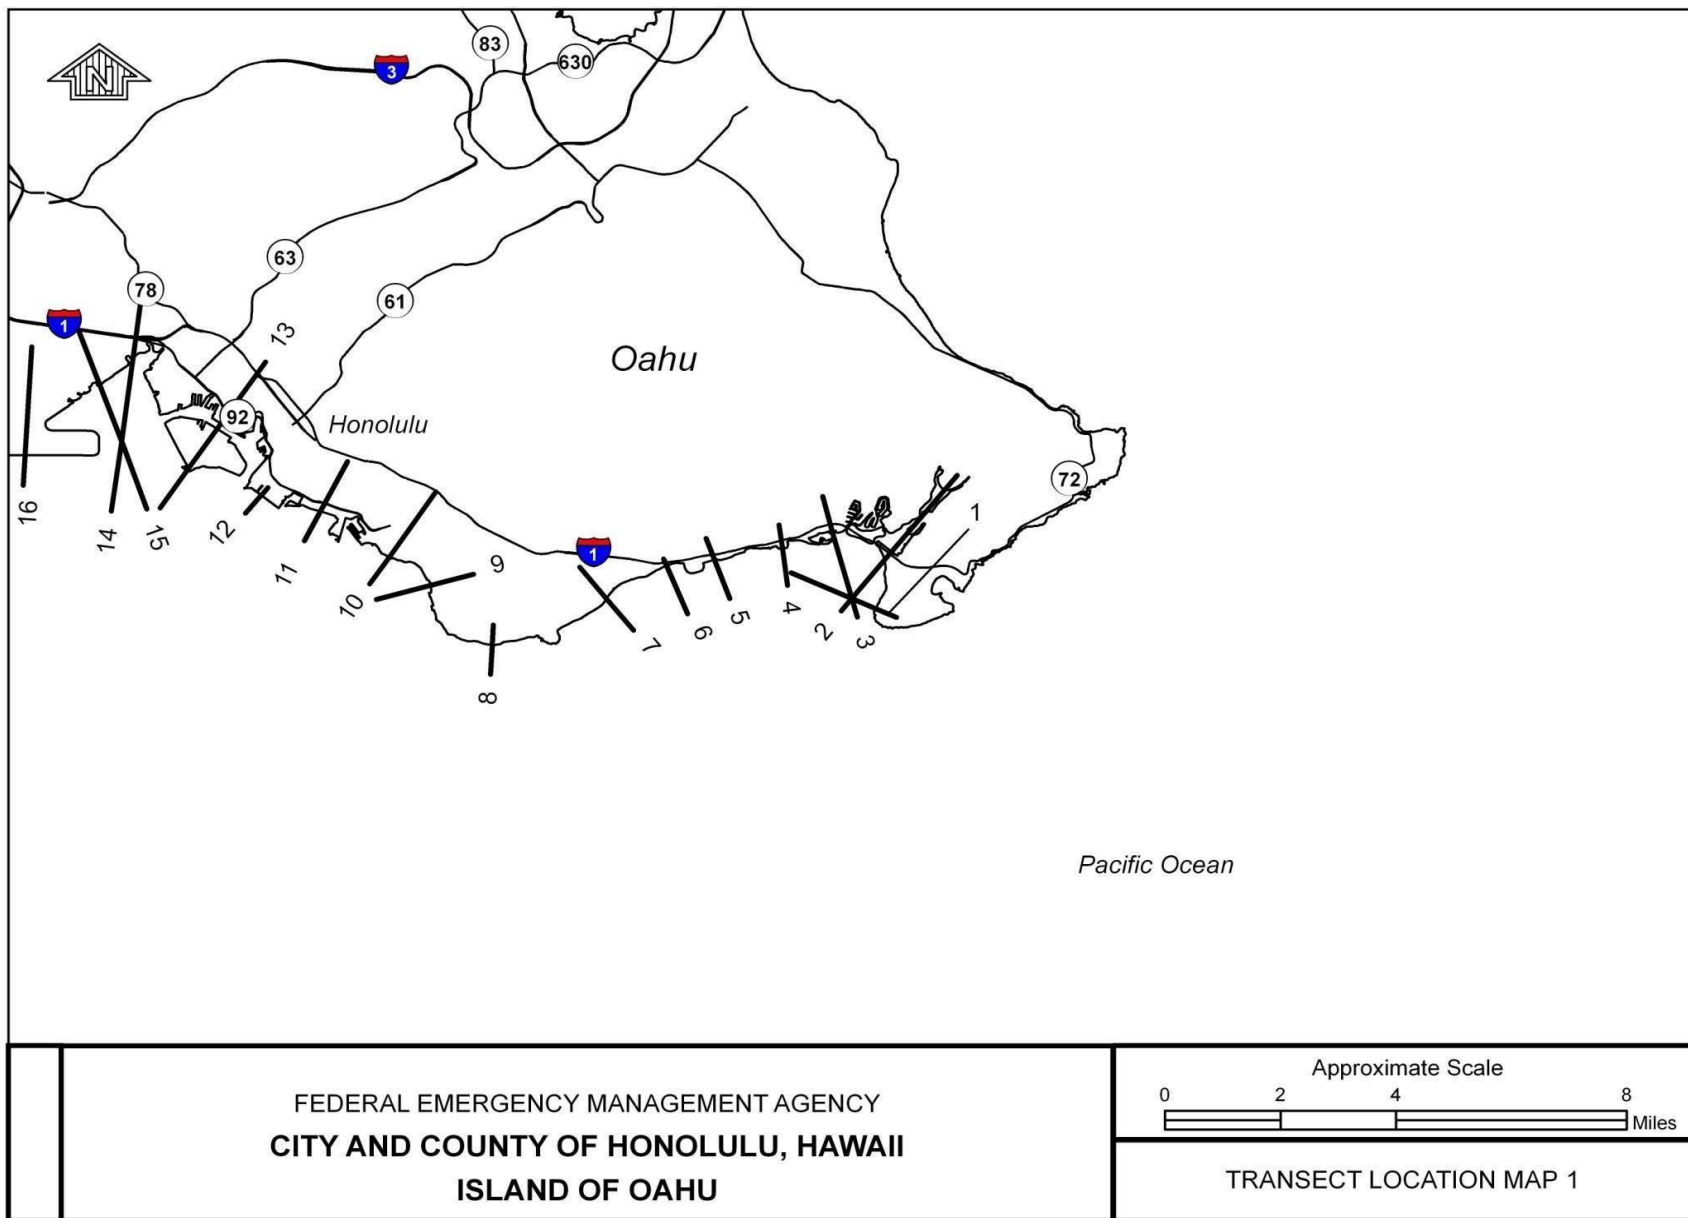 83
630
3
N
63
78
61
1
13
Oahu
92
Honolulu
72
1
16
14
15
12
11
10
9
1
8
7
6
5
4
2
3
Pacific Ocean
FEDERAL EMERGENCY MANAGEMENT AGENCY
CITY AND COUNTY OF HONOLULU, HAWAII
ISLAND OF OAHU
Approximate Scale
0 2 4 8
Miles
TRANSECT LOCATION MAP 1